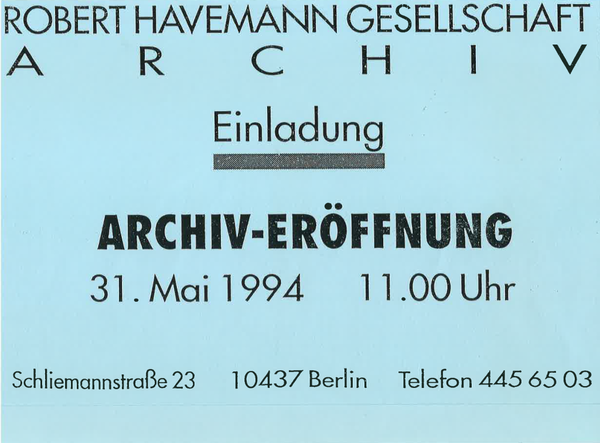 ROBERT HAVEMANN GESELLSCHAFT
ARCHIV
Einladung
ARCHIV-ERÖFFNUNG
31. Mai 1994 11.00 Uhr
Schliemannstraße 23 10437 Berlin Telefon 445 65 03